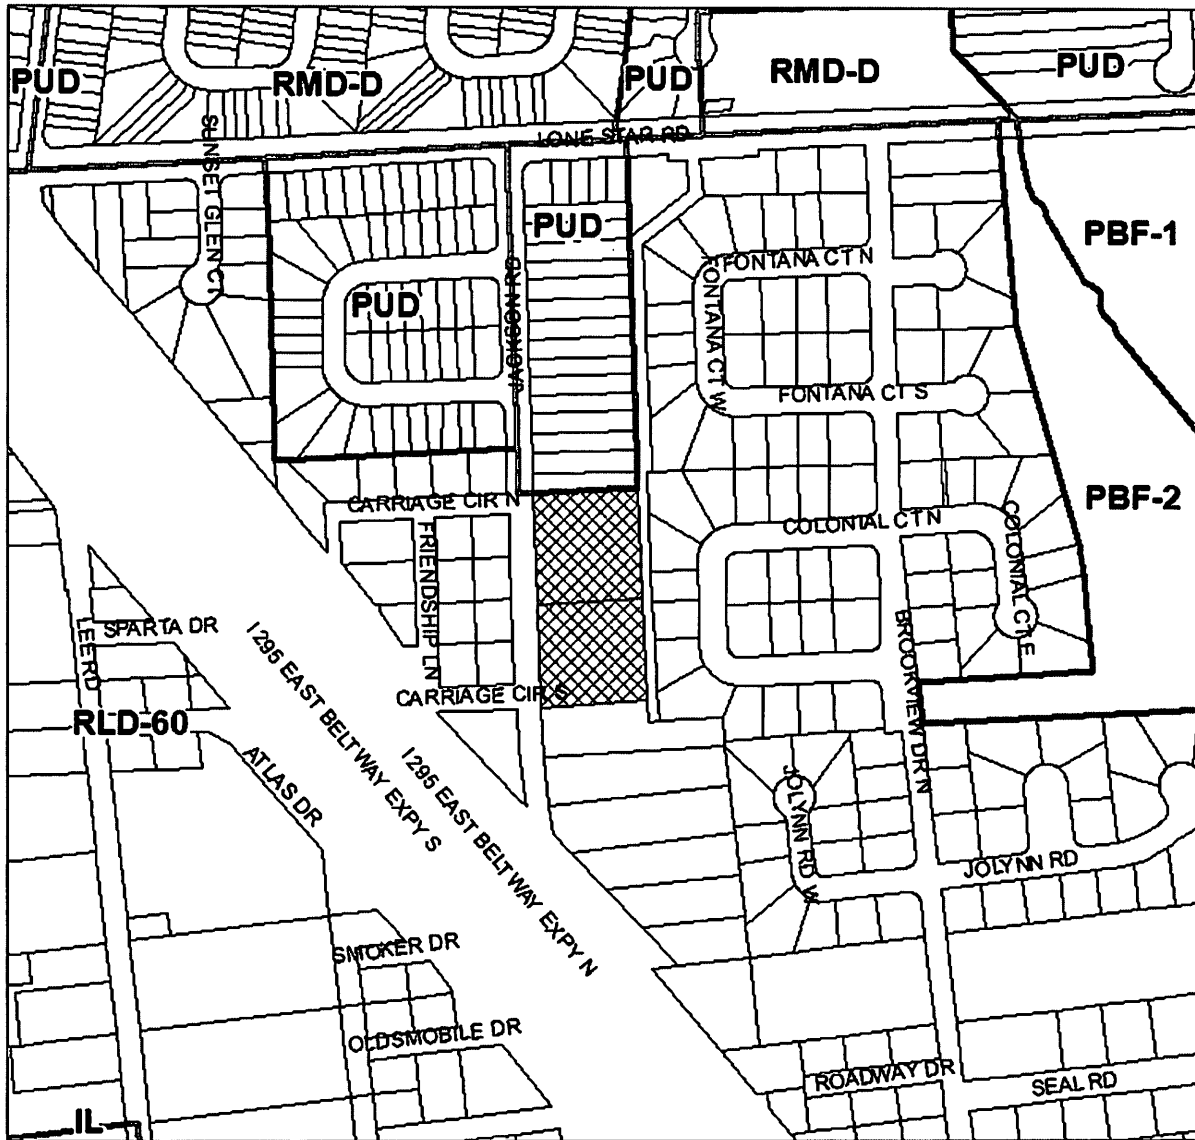 PUD
RMD-D
PUD
RMD-D
PUD
LONE STAR RD
SUNSET GLEN CT
PUD
PBF-1
FONTANA CT N
JACKSON RD
FONTANA CT W
PUD
FONTANA CT S
CARRIAGE CIR N
PBF-2
COLONIAL CT N
COLONIAL CT E
FRIENDSHIP LN
SPARTA DR
LEE RD
I 295 EAST BELTWAY EXPY S
BROOKVIEW DR N
CARRIAGE CIR S
RLD-60
ATLAS DR
I 295 EAST BELTWAY EXPY N
JOLYNN RD W
JOLYNN RD
SMOKER DR
OLDSMOBILE DR
ROADWAY DR
SEAL RD
IL